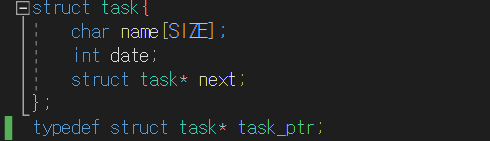 struct task{
char name[SIZE];
int date;
struct task* next;
};
typedef struct task* task_ptr;